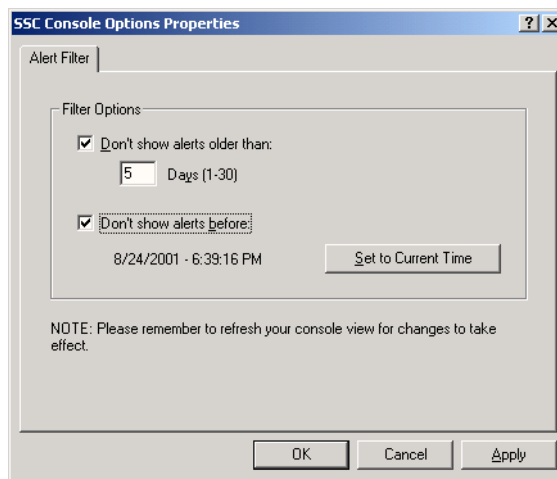 SSC Console Options Properties
Alert Filter
Filter Options
Don't show alerts older than:
5 Days (1-30)
Don't show alerts before:
8/24/2001 - 6:39:16 PM Set to Current Time
NOTE: Please remember to refresh your console view for changes to take
effect.
OK Cancel Apply